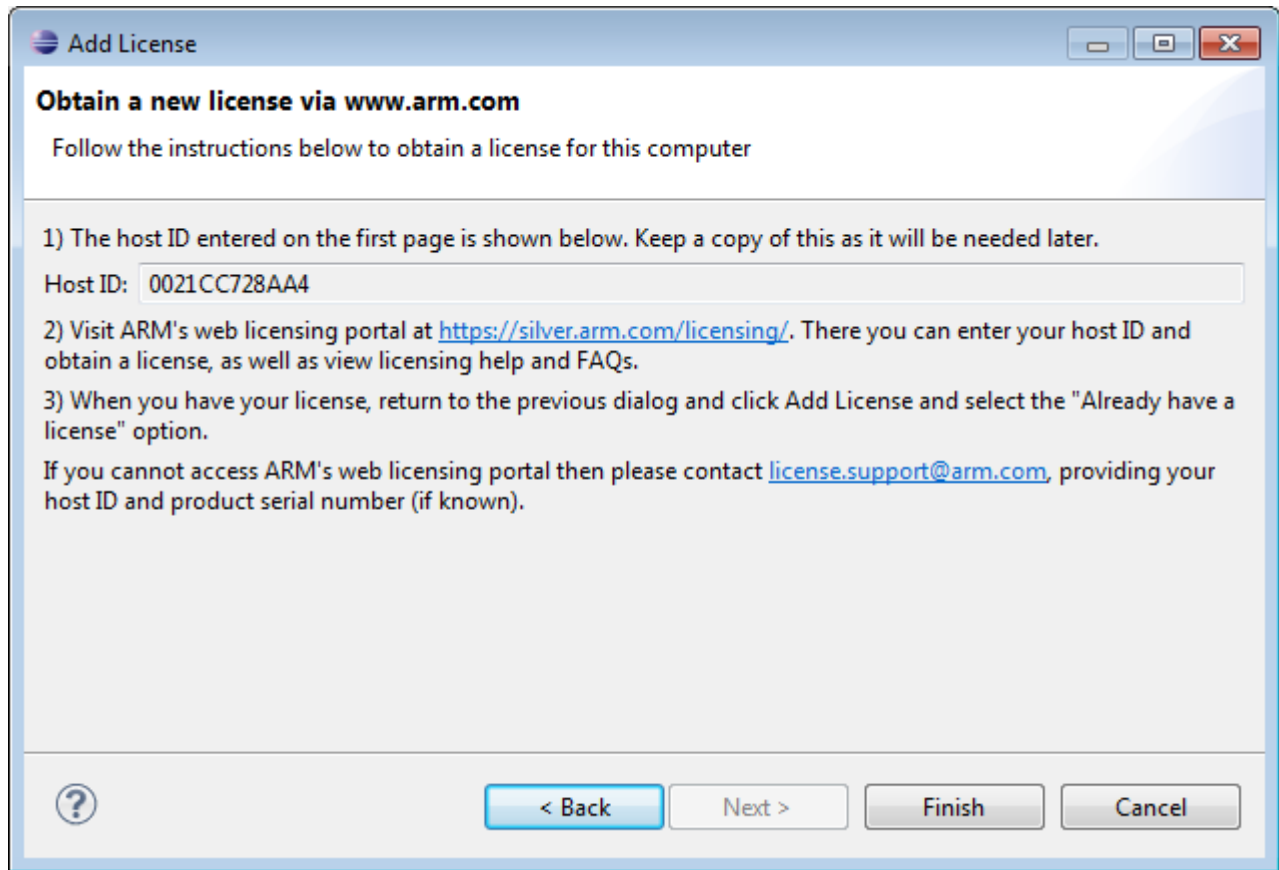 Add License
Obtain a new license via www.arm.com
Follow the instructions below to obtain a license for this computer
1) The host ID entered on the first page is shown below. Keep a copy of this as it will be needed later.
Host ID: 0021CC728AA4
2) Visit ARM's web licensing portal at https://silver.arm.com/licensing/. There you can enter your host ID and
obtain a license, as well as view licensing help and FAQs.
3) When you have your license, return to the previous dialog and click Add License and select the "Already have a
license" option.
If you cannot access ARM's web licensing portal then please contact license.support@arm.com, providing your
host ID and product serial number (if known).
? < Back Next > Finish Cancel